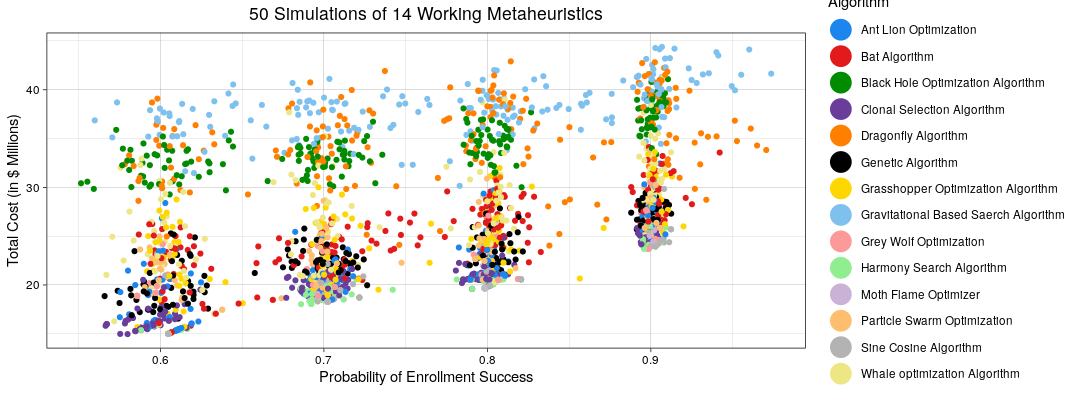 50 Simulations of 14 Working Metaheuristics
Total Cost (in $ Millions)
40
30
20
0.6
0.7
0.8
0.9
Probability of Enrollment Success
Algorithm
Ant Lion Optimization
Bat Algorithm
Black Hole Optimization Algorithm
Clonal Selection Algorithm
Dragonfly Algorithm
Genetic Algorithm
Grasshopper Optimization Algorithm
Gravitational Based Saerch Algorithm
Grey Wolf Optimization
Harmony Search Algorithm
Moth Flame Optimizer
Particle Swarm Optimization
Sine Cosine Algorithm
Whale optimization Algorithm